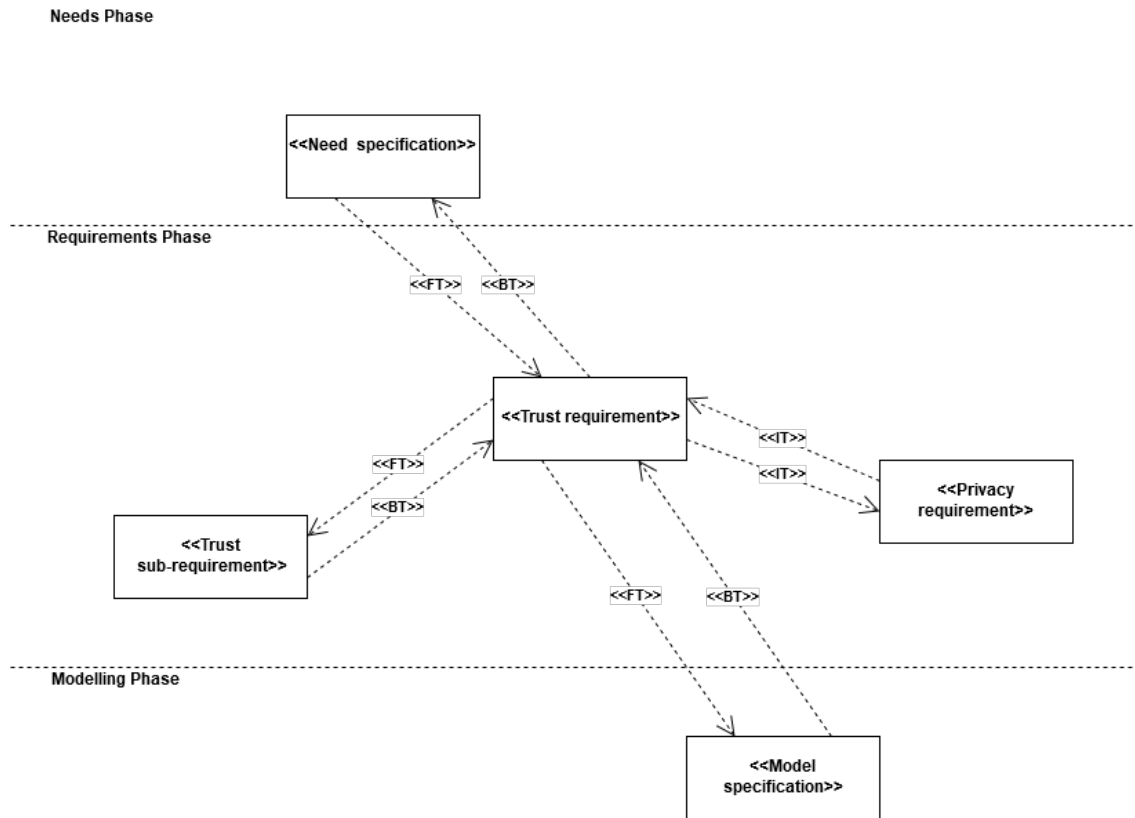 Needs Phase
<<Need  specification>>
Requirements Phase
<<FT>>
<<BT>>
<<Trust requirement>>
<<IT>>
<<FT>>
<<IT>>
<<BT>>
<<Privacy
requirement>>
<<Trust
sub-requirement>>
<<FT>>
<<BT>>
Modelling Phase
<<Model
specification>>